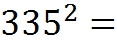 335² =